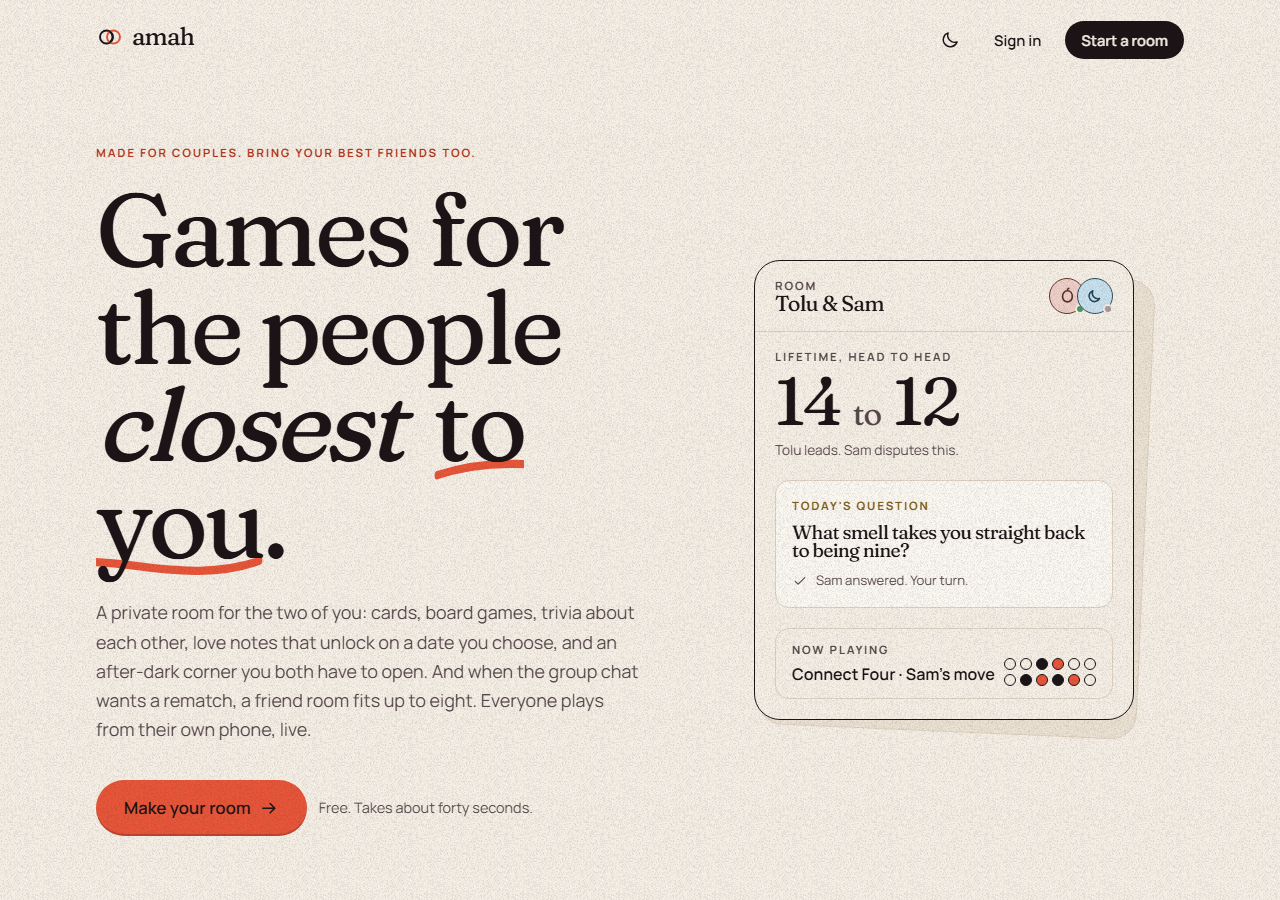 amah
Sign in
Start a room
MADE FOR COUPLES. BRING YOUR BEST FRIENDS TOO.
Games for
the people
closest to
you.
A private room for the two of you: cards, board games, trivia about
each other, love notes that unlock on a date you choose, and an
after-dark corner you both have to open. And when the group chat
wants a rematch, a friend room fits up to eight. Everyone plays
from their own phone, live.
Make your room →
Free. Takes about forty seconds.
ROOM
Tolu & Sam
LIFETIME, HEAD TO HEAD
14 to 12
Tolu leads. Sam disputes this.
TODAY'S QUESTION
What smell takes you straight back
to being nine?
Sam answered. Your turn.
NOW PLAYING
Connect Four · Sam's move